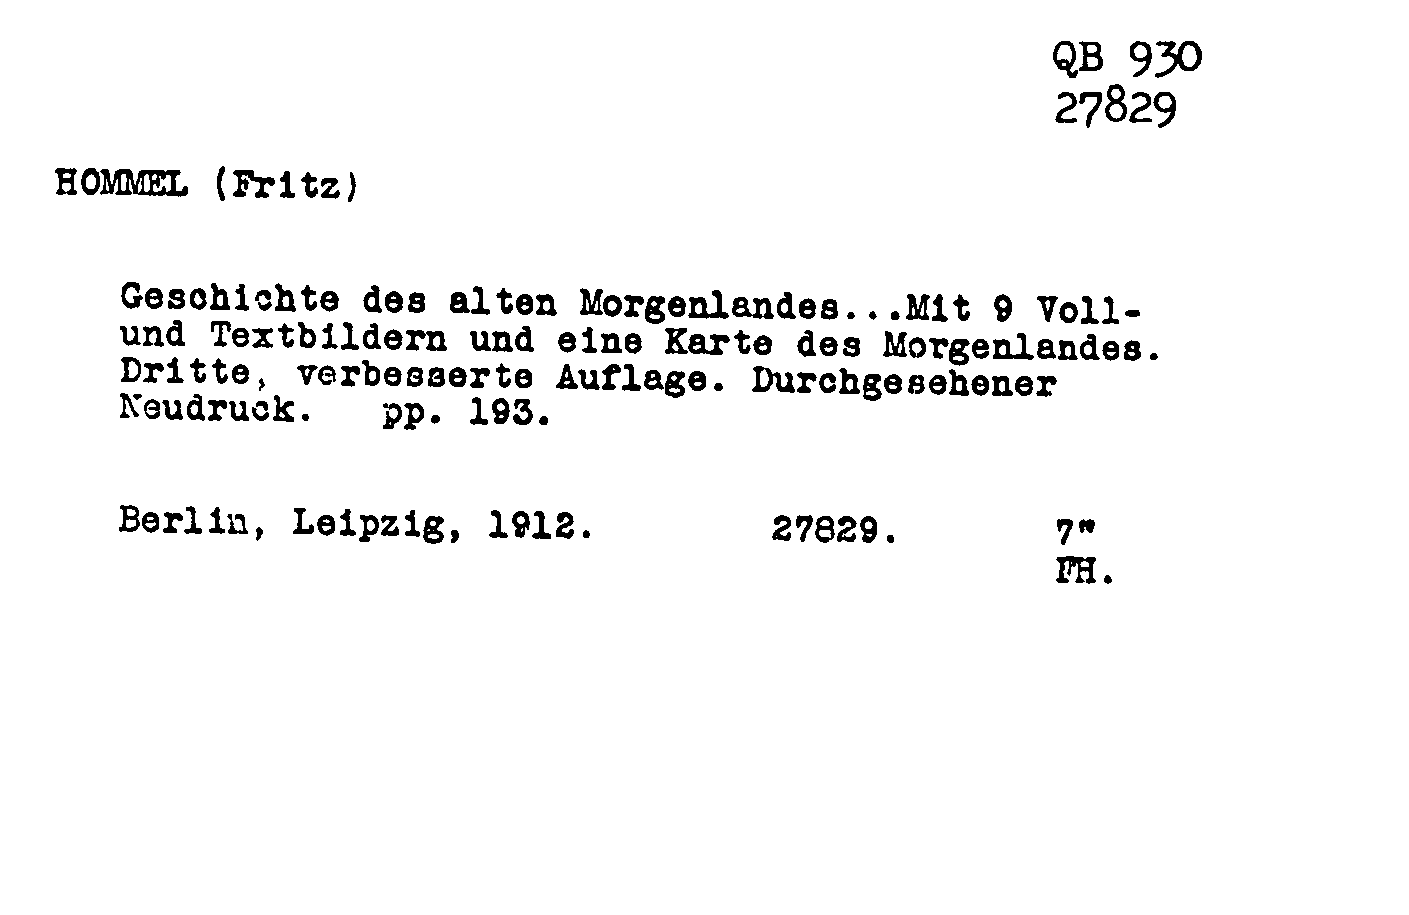 QB 930
27829
HOMMEL (Fritz)
Geschichte des alten Morgenlandes...Mit 9 Voll-
und Textbildern und eine Karte des Morgenlandes.
Dritte, verbesserte Auflage. Durchgesehener
Neudruck. pp. 193.
Berlin, Leipzig, 1912. 27829. 7"
FH.